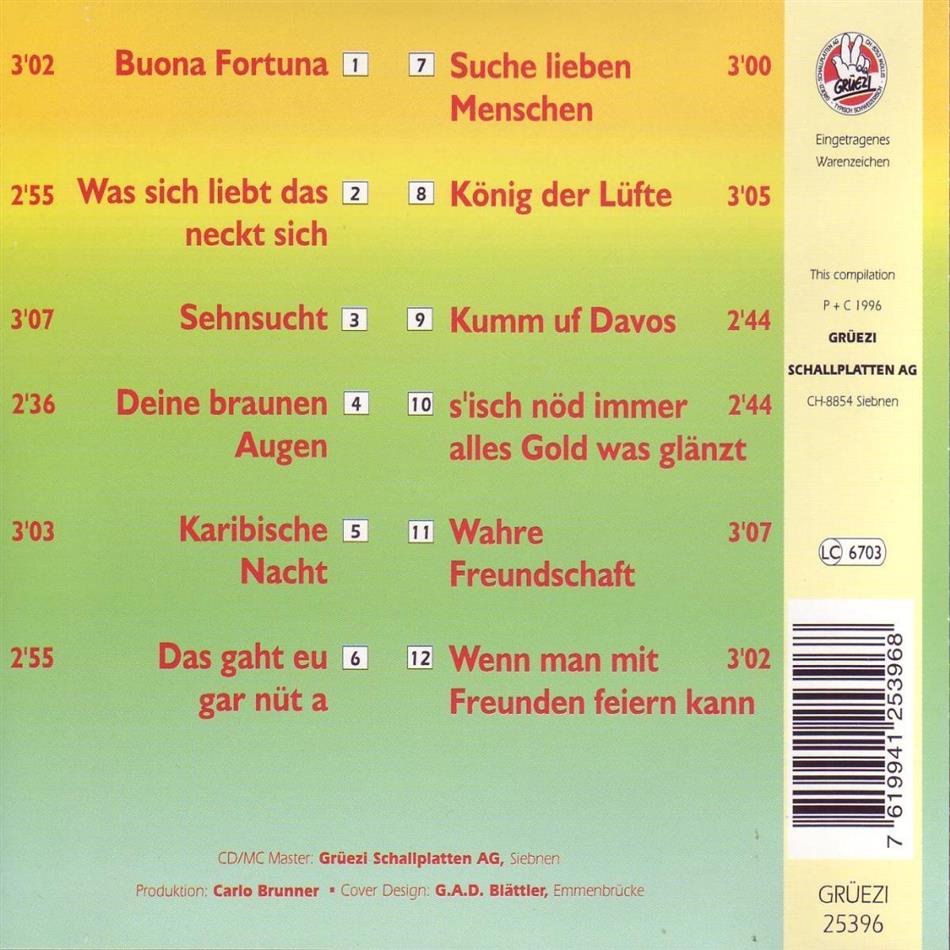 3'02 Buona Fortuna 1
2'55 Was sich liebt das 2
neckt sich
3'07 Sehnsucht 3
2'36 Deine braunen 4
Augen
3'03 Karibische 5
Nacht
2'55 Das gaht eu 6
gar nüt a
7 Suche lieben 3'00
Menschen
8 König der Lüfte 3'05
9 Kumm uf Davos 2'44
10 s'isch nöd immer 2'44
alles Gold was glänzt
11 Wahre 3'07
Freundschaft
12 Wenn man mit 3'02
Freunden feiern kann
CD/MC Master: Grüezi Schallplatten AG, Siebnen
Produktion: Carlo Brunner ▪ Cover Design: G.A.D. Blättler, Emmenbrücke
GRÜEZI
Eingetragenes
Warenzeichen
This compilation
P + C 1996
GRÜEZI
SCHALLPLATTEN AG
CH-8854 Siebnen
LC 6703
7 619941 253968
GRÜEZI
25396